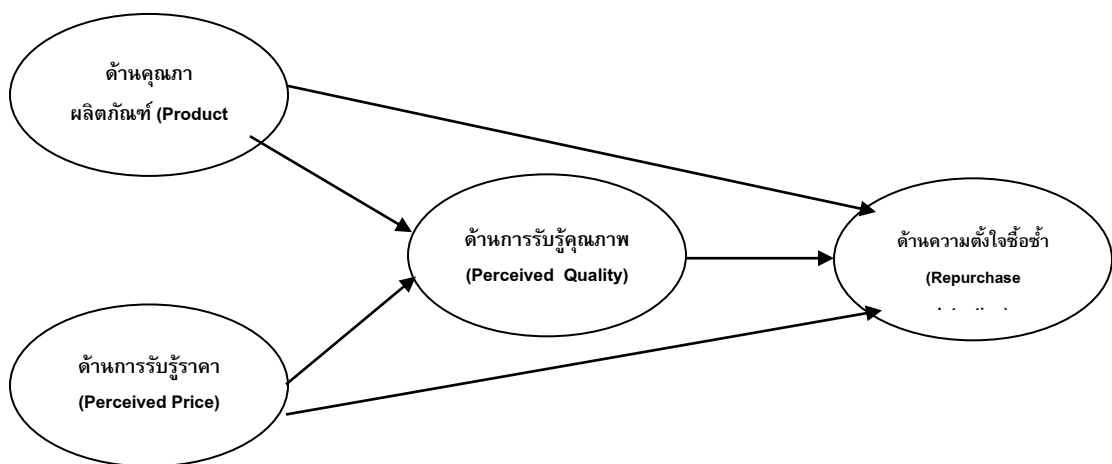 ด้านคุณภา
ผลิตภัณฑ์ (Product
ด้านการรับรู้คุณภาพ
(Perceived Quality)
ด้านความตั้งใจซื้อซ้ำ
(Repurchase
ด้านการรับรู้ราคา
(Perceived Price)